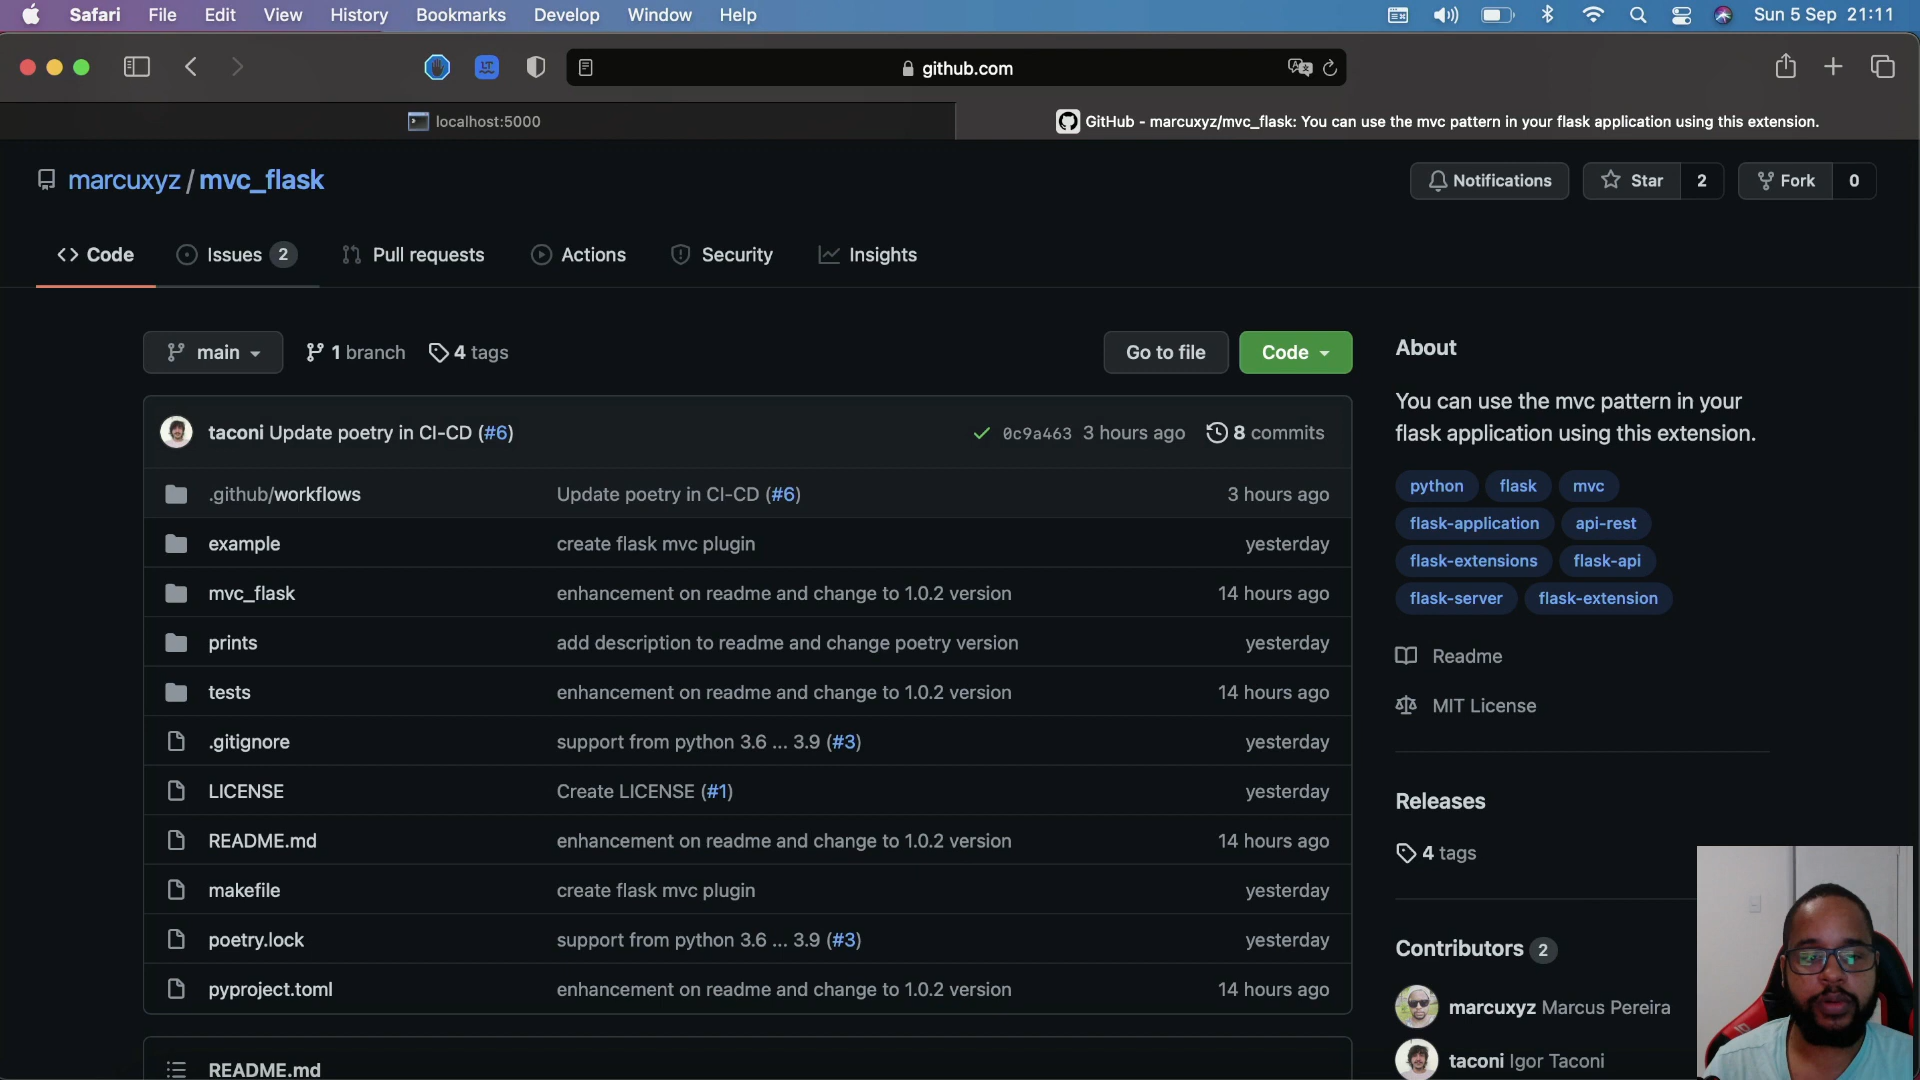 Safari File Edit View History Bookmarks Develop Window Help Sun 5 Sep 21:11
github.com
localhost:5000
GitHub - marcuxyz/mvc_flask: You can use the mvc pattern in your flask application using this extension.
marcuxyz / mvc_flask
Notifications Star 2 Fork 0
Code Issues 2 Pull requests Actions Security Insights
main 1 branch 4 tags Go to file Code
taconi Update poetry in CI-CD (#6) 0c9a463 3 hours ago 8 commits
.github/workflows Update poetry in CI-CD (#6) 3 hours ago
example create flask mvc plugin yesterday
mvc_flask enhancement on readme and change to 1.0.2 version 14 hours ago
prints add description to readme and change poetry version yesterday
tests enhancement on readme and change to 1.0.2 version 14 hours ago
.gitignore support from python 3.6 ... 3.9 (#3) yesterday
LICENSE Create LICENSE (#1) yesterday
README.md enhancement on readme and change to 1.0.2 version 14 hours ago
makefile create flask mvc plugin yesterday
poetry.lock support from python 3.6 ... 3.9 (#3) yesterday
pyproject.toml enhancement on readme and change to 1.0.2 version 14 hours ago
README.md
About
You can use the mvc pattern in your
flask application using this extension.
python flask mvc
flask-application api-rest
flask-extensions flask-api
flask-server flask-extension
Readme
MIT License
Releases
4 tags
Contributors 2
marcuxyz Marcus Pereira
taconi Igor Taconi